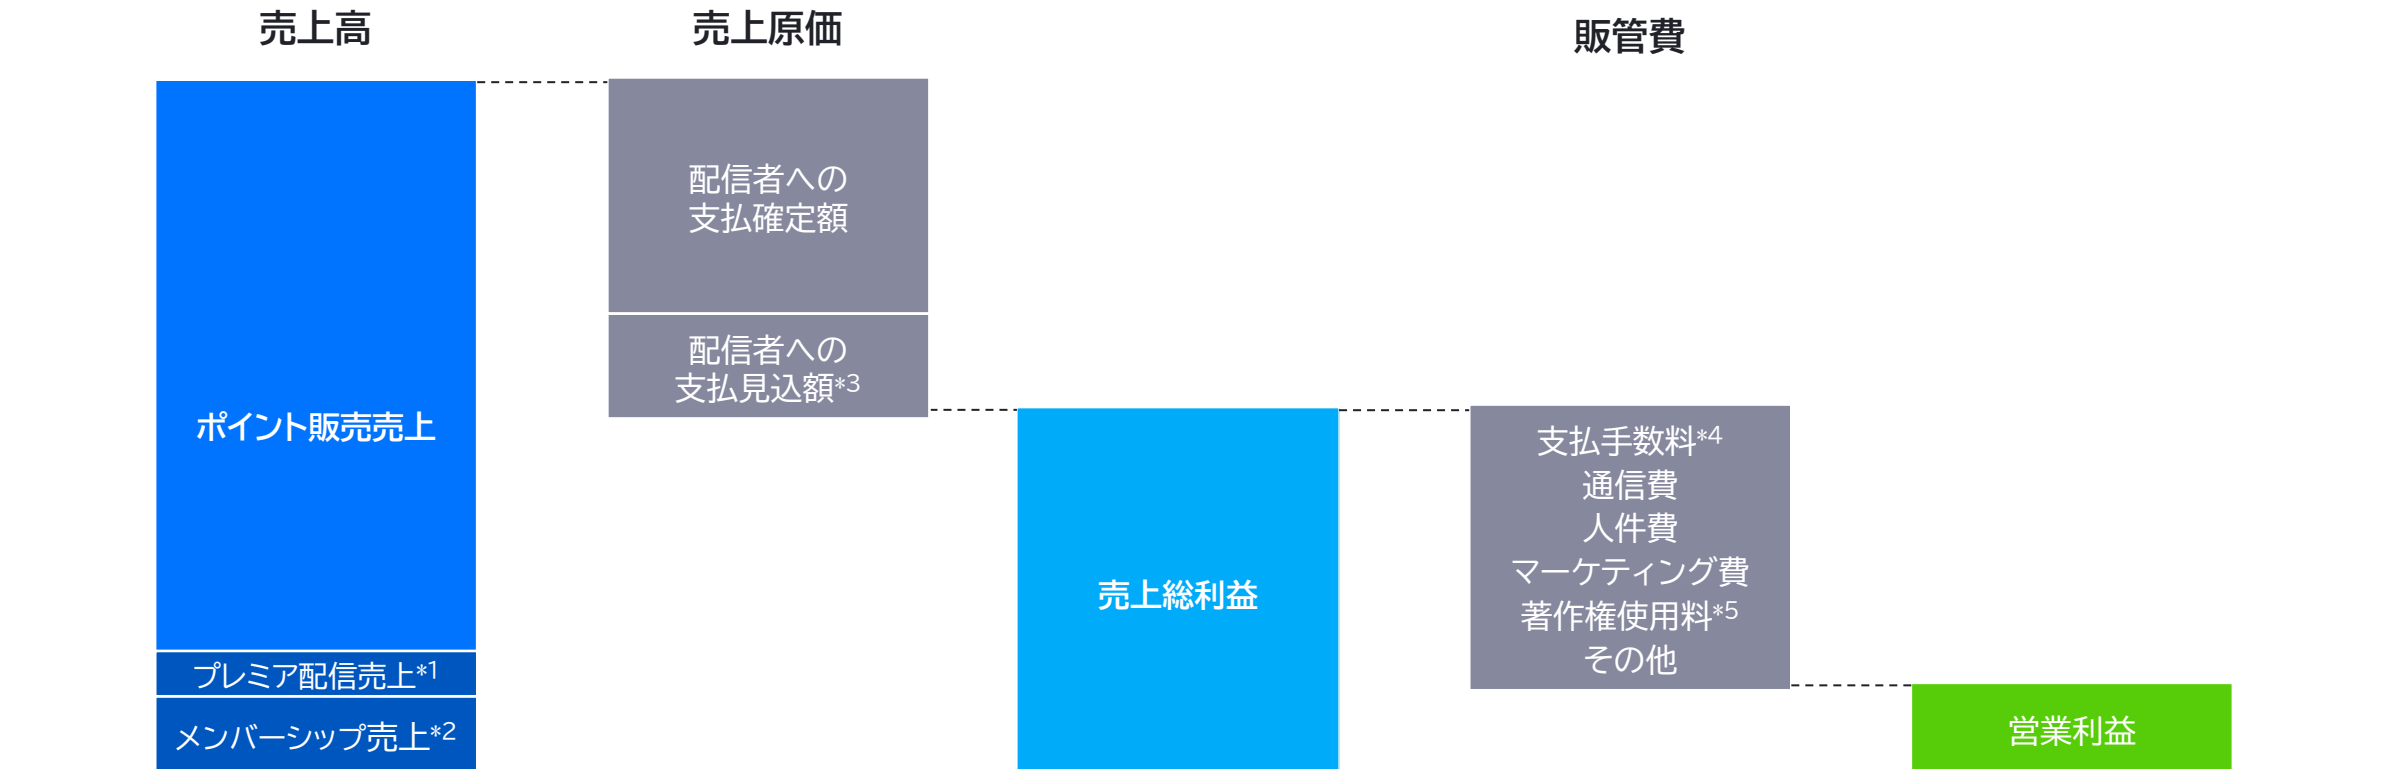 売上高
売上原価
販管費
ポイント販売売上
プレミア配信売上*1
メンバーシップ売上*2
配信者への
支払確定額
配信者への
支払見込額*3
売上総利益
支払手数料*4
通信費
人件費
マーケティング費
著作権使用料*5
その他
営業利益